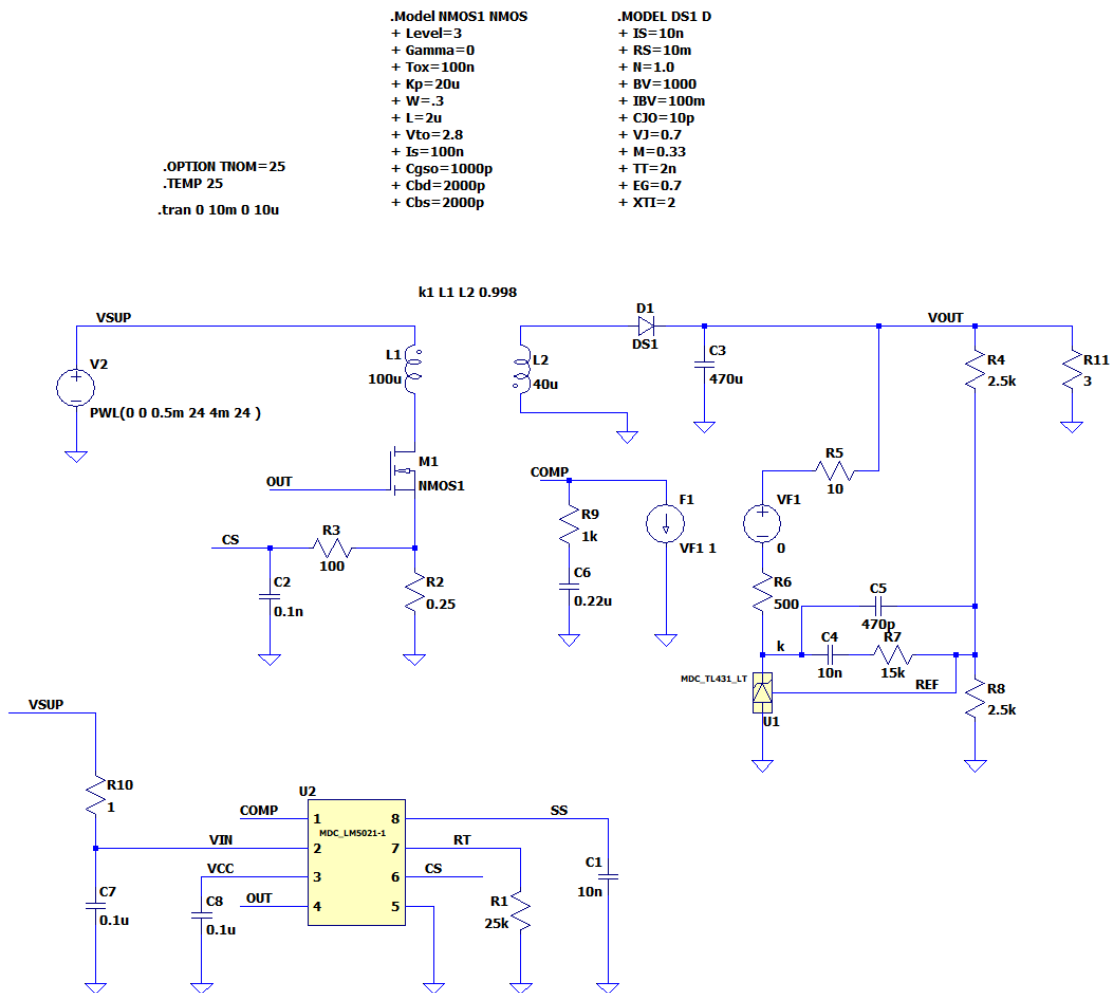 .Model NMOS1 NMOS
+ Level=3
+ Gamma=0
+ Tox=100n
+ Kp=20u
+ W=.3
+ L=2u
+ Vto=2.8
+ Is=100n
+ Cgso=1000p
+ Cbd=2000p
+ Cbs=2000p
.MODEL DS1 D
+ IS=10n
+ RS=10m
+ N=1.0
+ BV=1000
+ IBV=100m
+ CJO=10p
+ VJ=0.7
+ M=0.33
+ TT=2n
+ EG=0.7
+ XTI=2
.OPTION TNOM=25
.TEMP 25
.tran 0 10m 0 10u
k1 L1 L2 0.998
VSUP
V2
PWL(0 0 0.5m 24 4m 24 )
L1
100u
L2
40u
D1
DS1
C3
470u
VOUT
R4
2.5k
R11
3
M1
NMOS1
OUT
CS
R3
100
C2
0.1n
R2
0.25
COMP
R9
1k
C6
0.22u
F1
VF1 1
R5
10
VF1
0
R6
500
C5
470p
k
C4
10n
R7
15k
REF
MDC_TL431_LT
U1
R8
2.5k
VSUP
R10
1
VIN
C7
0.1u
VCC
C8
0.1u
COMP
OUT
U2
MDC_LM5021-1
1
2
3
4
8
7
6
5
SS
RT
CS
R1
25k
C1
10n